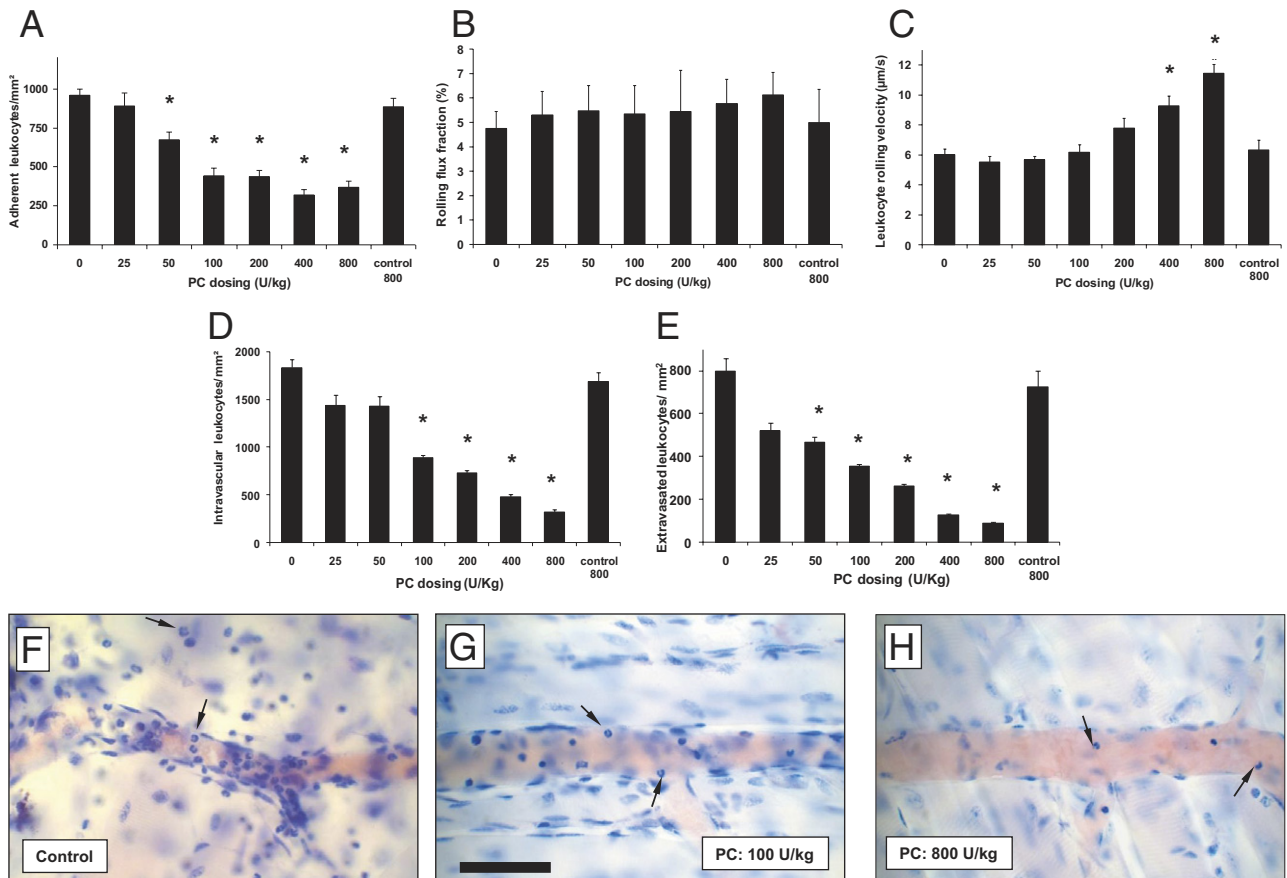 A
Adherent leukocytes/mm²
1000
750
500
250
0
*
*
*
*
*
0 25 50 100 200 400 800 control
800
PC dosing (U/kg)
B
Rolling flux fraction (%)
8
7
6
5
4
3
2
1
0
0 25 50 100 200 400 800 control
800
PC dosing (U/kg)
C
Leukocyte rolling velocity (µm/s)
12
10
8
6
4
2
0
*
*
0 25 50 100 200 400 800 control
800
PC dosing (U/kg)
D
Intravascular leukocytes/ mm²
2000
1500
1000
500
0
*
*
*
*
0 25 50 100 200 400 800 control
800
PC dosing (U/Kg)
E
Extravasated leukocytes/ mm²
800
600
400
200
0
*
*
*
*
*
0 25 50 100 200 400 800 control
800
PC dosing (U/Kg)
F
Control
G
PC: 100 U/kg
H
PC: 800 U/kg